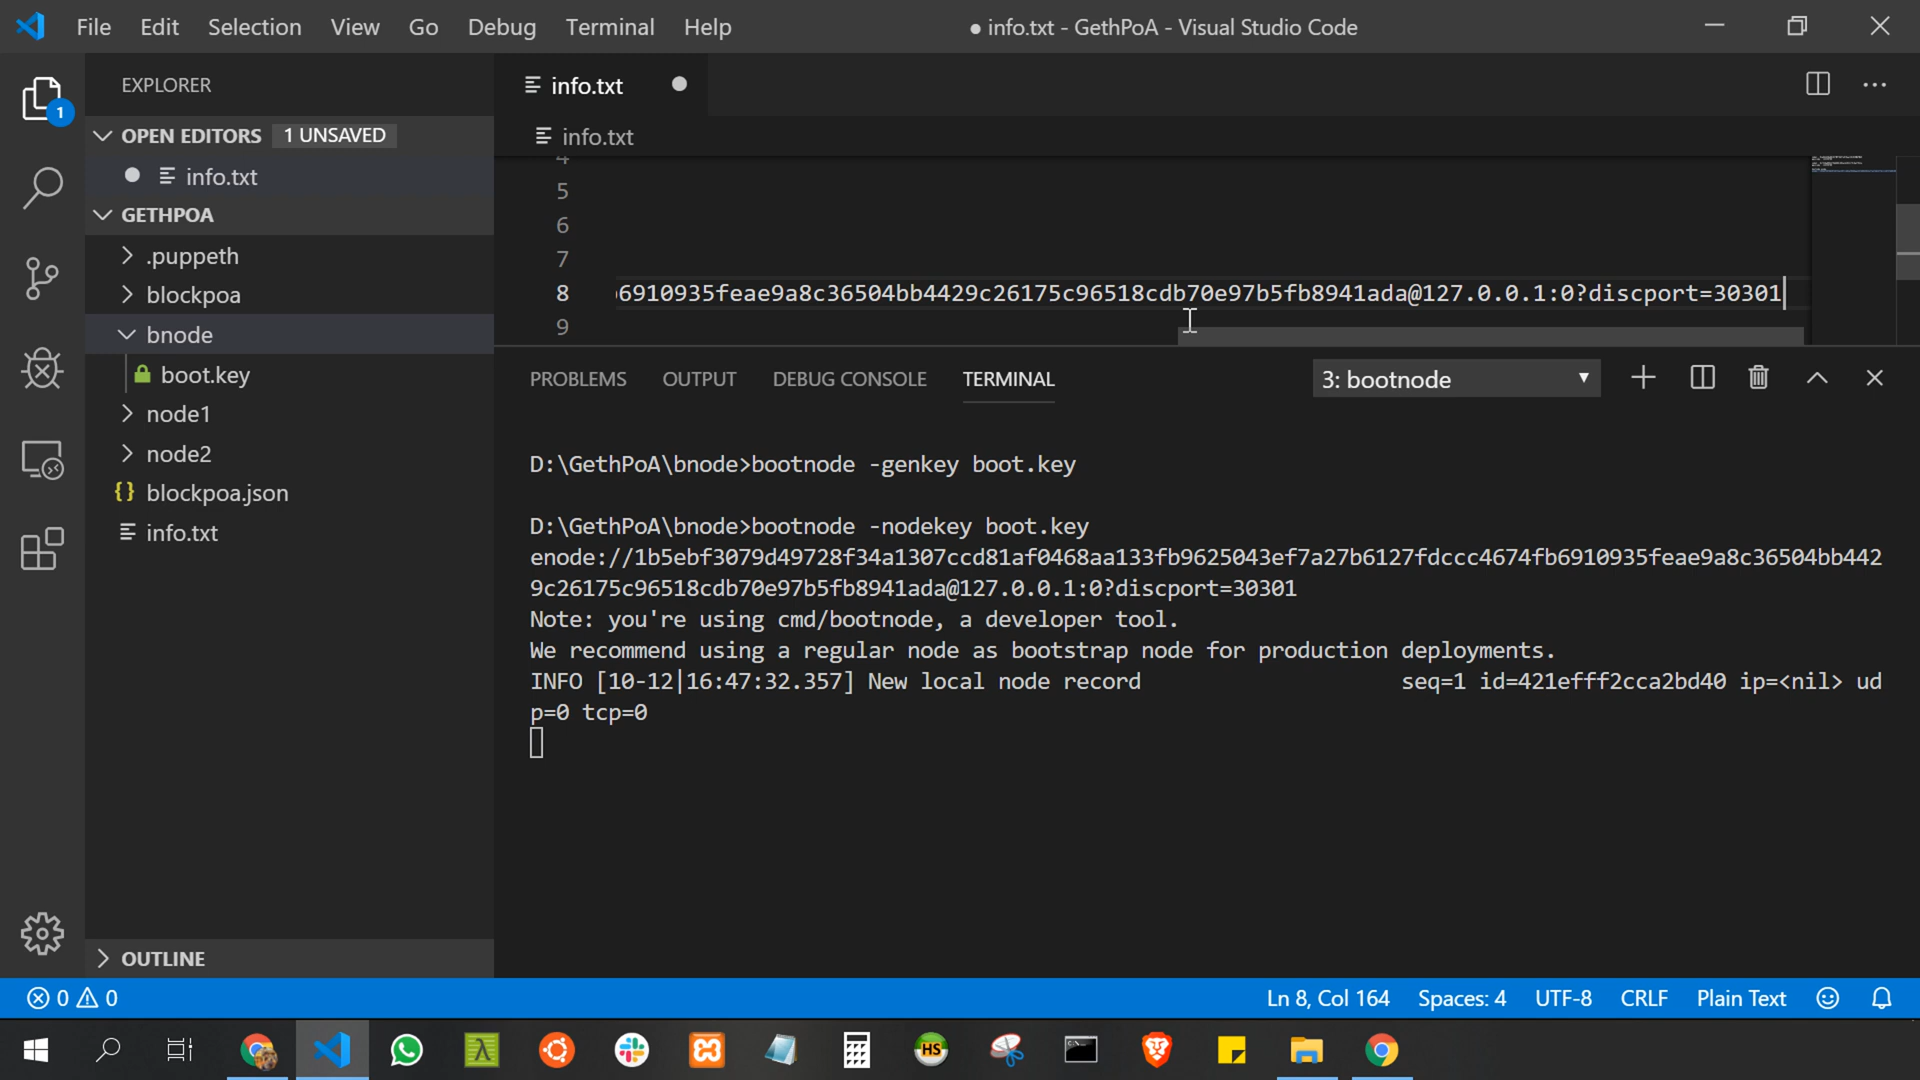 File Edit Selection View Go Debug Terminal Help
● info.txt - GethPoA - Visual Studio Code
EXPLORER
OPEN EDITORS 1 UNSAVED
info.txt
GETHPOA
.puppeth
blockpoa
bnode
boot.key
node1
node2
blockpoa.json
info.txt
OUTLINE
1
info.txt
info.txt
4
5
6
7
8 6910935feae9a8c36504bb4429c26175c96518cdb70e97b5fb8941ada@127.0.0.1:0?discport=30301
9
PROBLEMS OUTPUT DEBUG CONSOLE TERMINAL 3: bootnode
D:\GethPoA\bnode>bootnode -genkey boot.key
D:\GethPoA\bnode>bootnode -nodekey boot.key
enode://1b5ebf3079d49728f34a1307ccd81af0468aa133fb9625043ef7a27b6127fdccc4674fb6910935feae9a8c36504bb442
9c26175c96518cdb70e97b5fb8941ada@127.0.0.1:0?discport=30301
Note: you're using cmd/bootnode, a developer tool.
We recommend using a regular node as bootstrap node for production deployments.
INFO [10-12|16:47:32.357] New local node record seq=1 id=421efff2cca2bd40 ip=<nil> ud
p=0 tcp=0
0 0
Ln 8, Col 164 Spaces: 4 UTF-8 CRLF Plain Text
HS